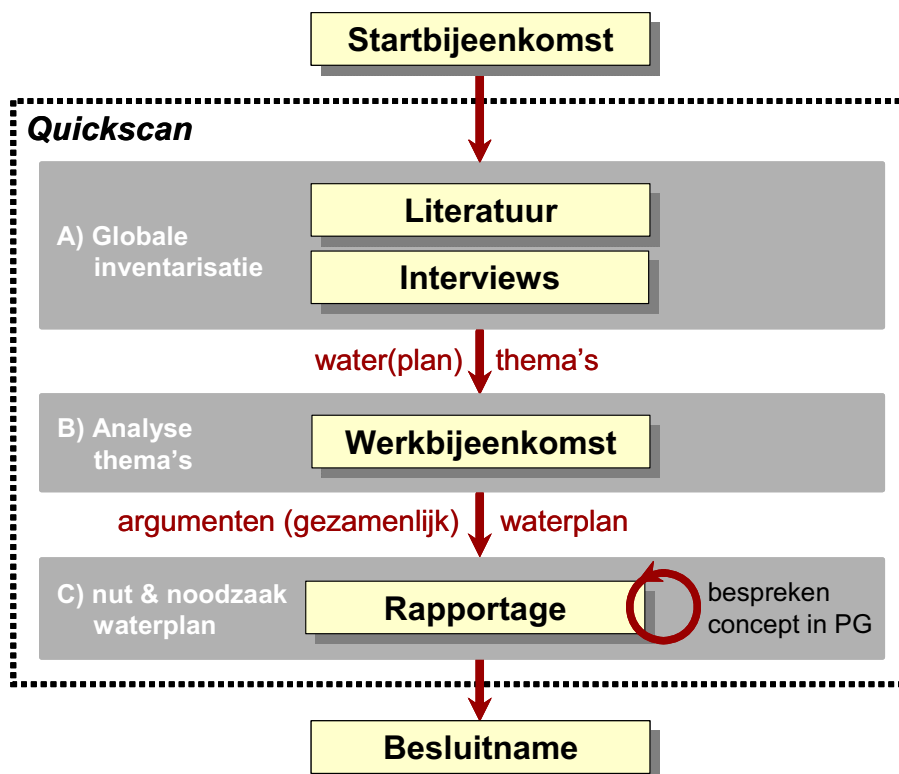 Startbijeenkomst
Quickscan
A) Globale
inventarisatie
Literatuur
Interviews
water(plan) thema's
B) Analyse
thema's
Werkbijeenkomst
argumenten (gezamenlijk) waterplan
C) nut & noodzaak
waterplan
Rapportage
bespreken
concept in PG
Besluitname